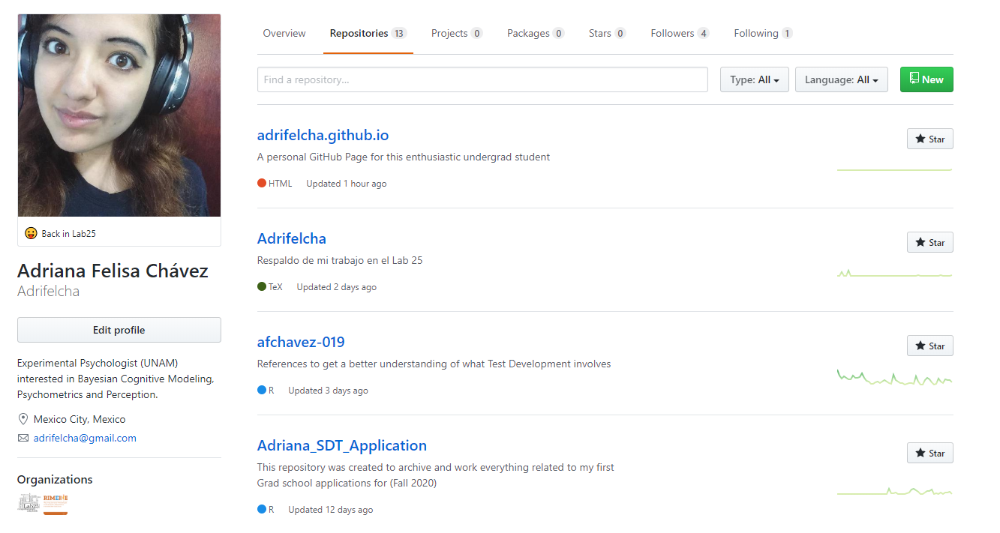 Overview Repositories 13 Projects 0 Packages 0 Stars 0 Followers 4 Following 1
Find a repository...
Type: All
Language: All
New
Back in Lab25
Adriana Felisa Chávez
Adrifelcha
Edit profile
Experimental Psychologist (UNAM)
interested in Bayesian Cognitive Modeling,
Psychometrics and Perception.
Mexico City, Mexico
adrifelcha@gmail.com
Organizations
Lab25
RIMEDIE
adrifelcha.github.io
Star
A personal GitHub Page for this enthusiastic undergrad student
HTML Updated 1 hour ago
Adrifelcha
Star
Respaldo de mi trabajo en el Lab 25
TeX Updated 2 days ago
afchavez-019
Star
References to get a better understanding of what Test Development involves
R Updated 3 days ago
Adriana_SDT_Application
Star
This repository was created to archive and work everything related to my first
Grad school applications for (Fall 2020)
R Updated 12 days ago